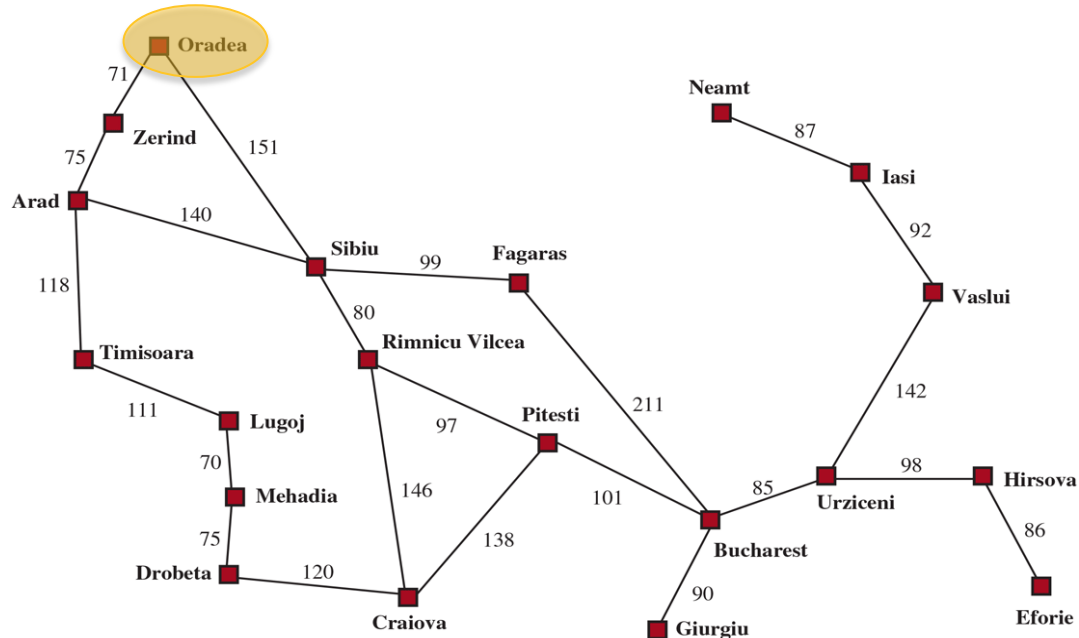 Oradea
71
Neamt
87
Zerind
151
75
Iasi
Arad
140
92
Sibiu
Fagaras
99
118
Vaslui
80
Timisoara
Rimnicu Vilcea
142
111
211
Pitesti
Lugoj
97
98
70
Hirsova
146
101
85
Mehadia
Urziceni
86
75
138
Bucharest
Drobeta
120
90
Craiova
Eforie
Giurgiu